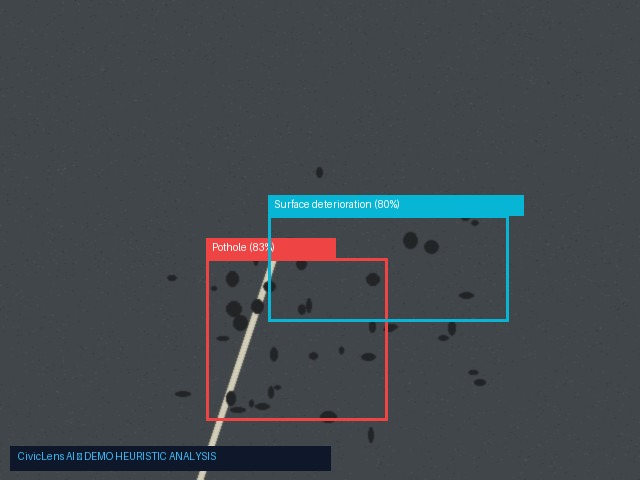 Surface deterioration (80%)
Pothole (83%)
CivicLens AI □ DEMO HEURISTIC ANALYSIS